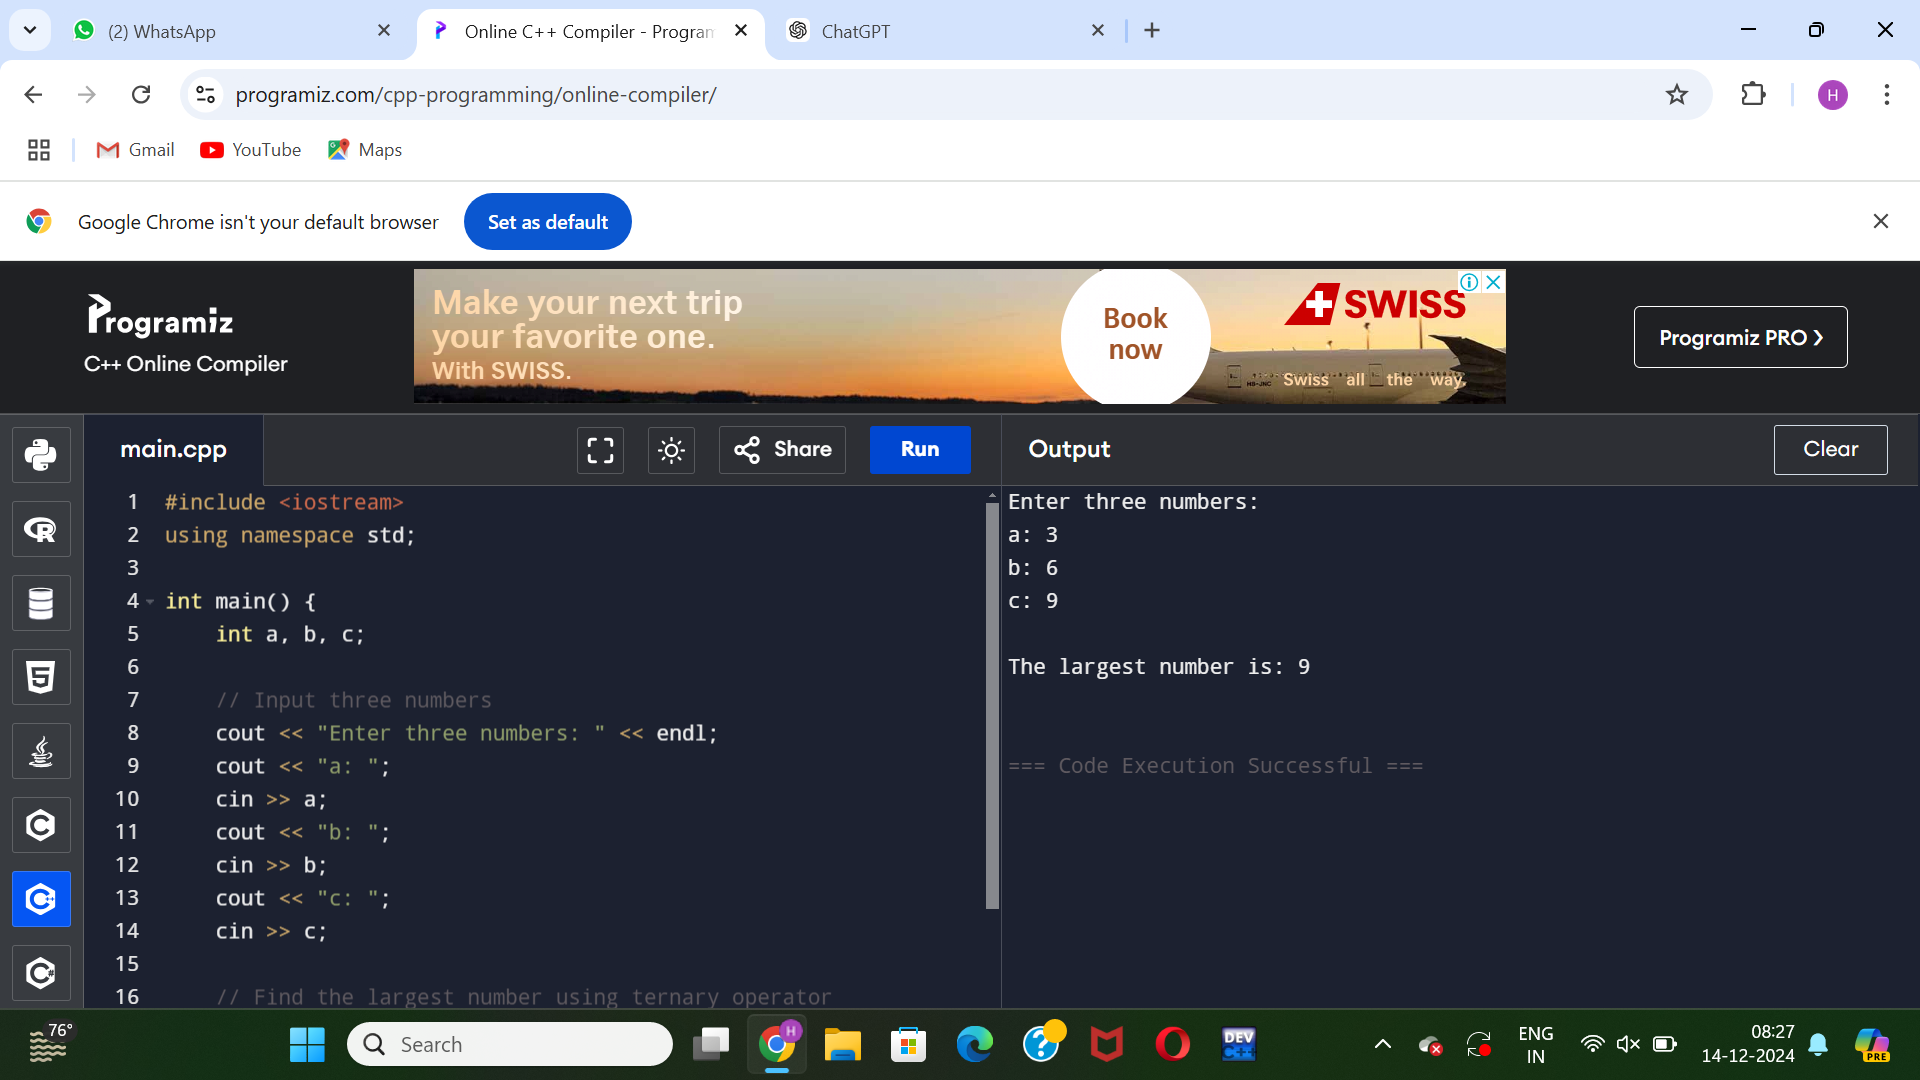 (2) WhatsApp
Online C++ Compiler - Program
ChatGPT
programiz.com/cpp-programming/online-compiler/
H
Gmail
YouTube
Maps
Google Chrome isn't your default browser
Set as default
Programiz
C++ Online Compiler
Make your next trip
your favorite one.
With SWISS.
Book
now
SWISS
HB-JNC
Swiss all the way.
Programiz PRO ❯
main.cpp
Share
Run
Output
Clear
1 #include <iostream>
2 using namespace std;
3
4 int main() {
5     int a, b, c;
6
7     // Input three numbers
8     cout << "Enter three numbers: " << endl;
9     cout << "a: ";
10     cin >> a;
11     cout << "b: ";
12     cin >> b;
13     cout << "c: ";
14     cin >> c;
15
16     // Find the largest number using ternary operator
Enter three numbers:
a: 3
b: 6
c: 9
The largest number is: 9
=== Code Execution Successful ===
76°
Search
H
DEV
C++
ENG
IN
08:27
14-12-2024
PRE